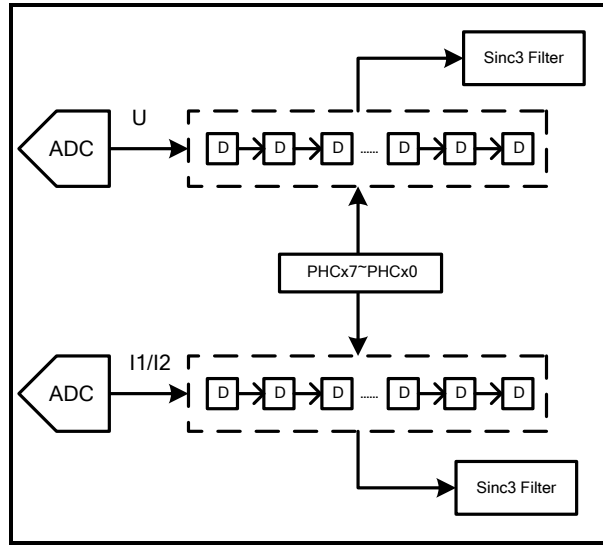 Sinc3 Filter
U
ADC
D D D ...... D D D
PHCx7~PHCx0
I1/I2
ADC
D D D ...... D D D
Sinc3 Filter